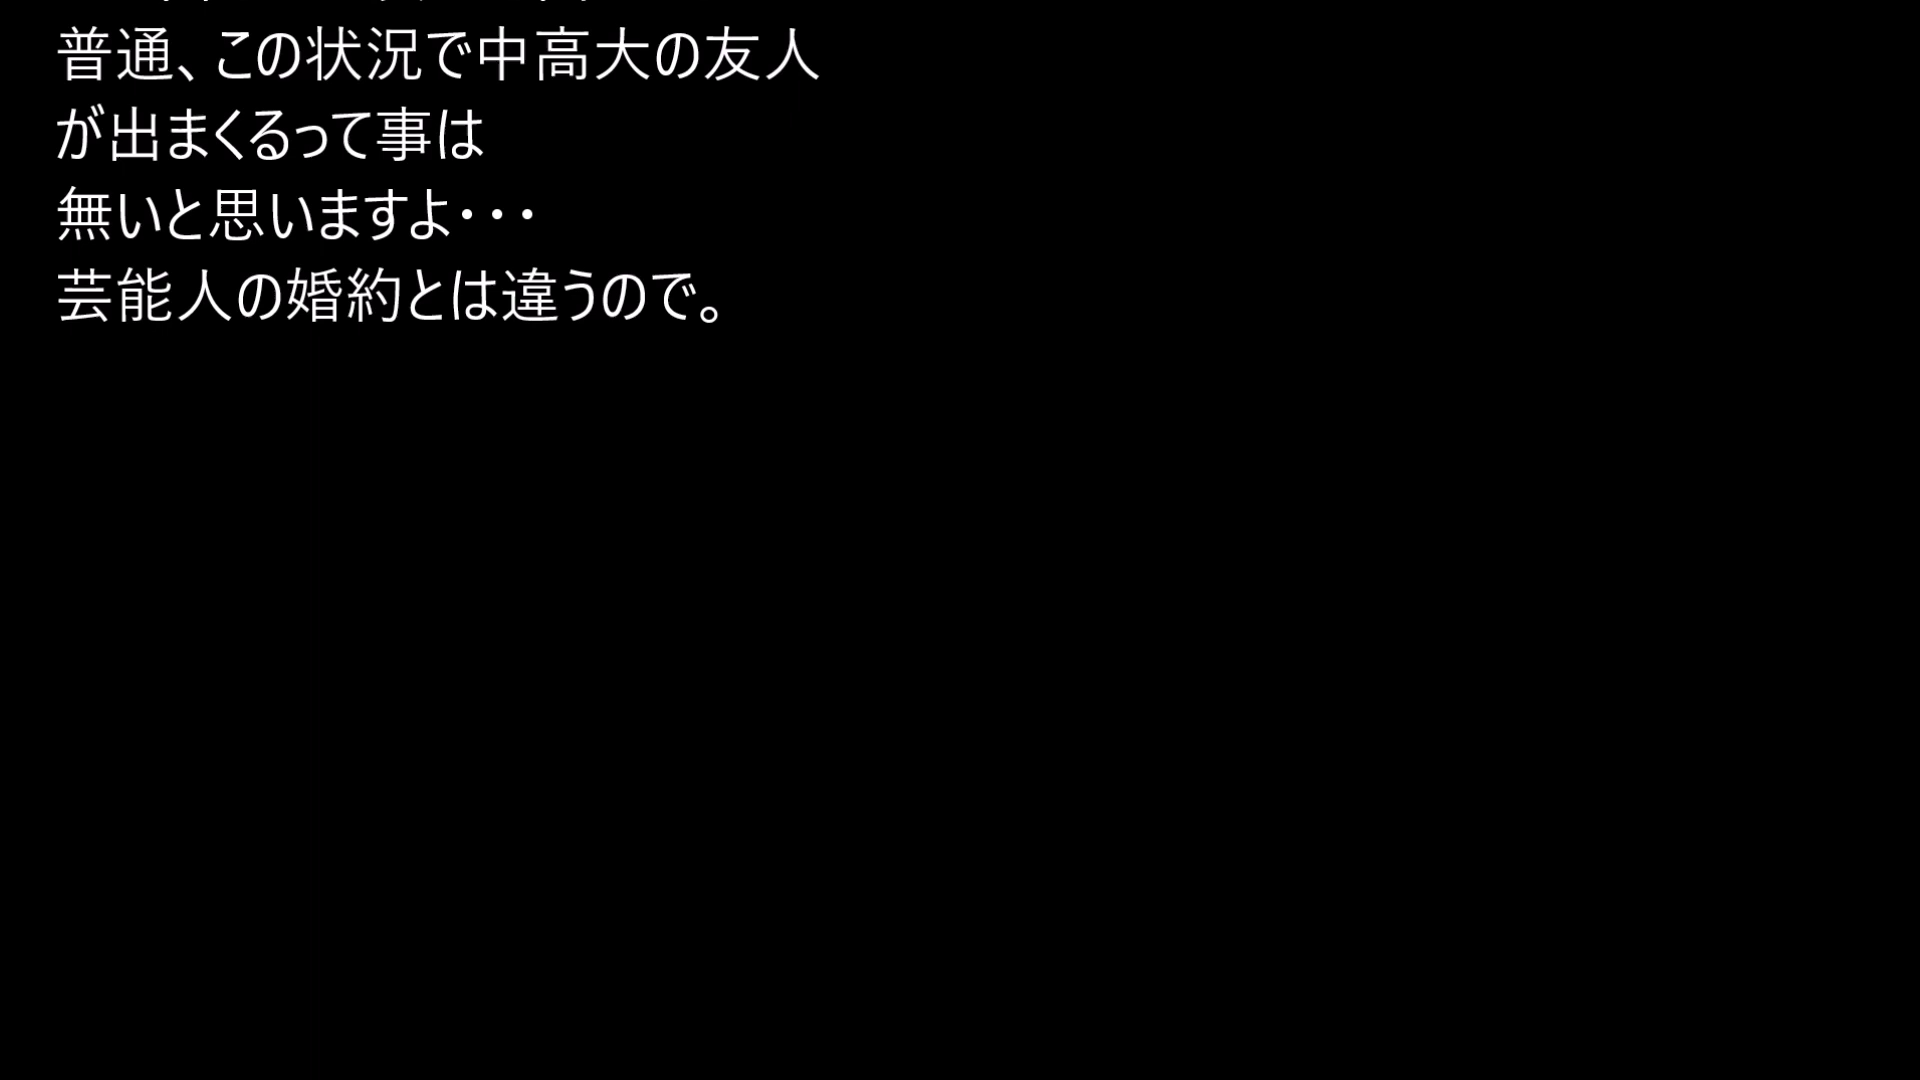 普通、この状況で中高大の友人
が出まくるって事は
無いと思いますよ・・・
芸能人の婚約とは違うので。